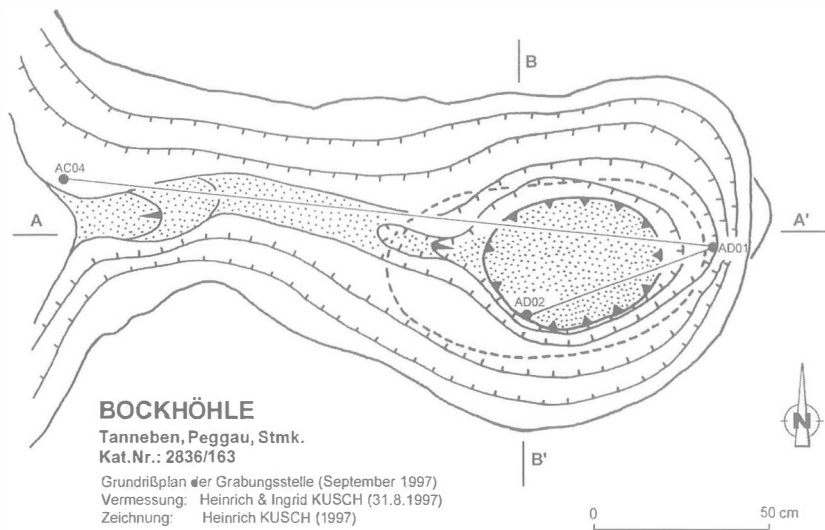 B
AC04
A
A'
AD01
AD02
BOCKHÖHLE
Tanneben, Peggau, Stmk.
Kat.Nr.: 2836/163
N
B'
Grundrißplan der Grabungsstelle (September 1997)
Vermessung: Heinrich & Ingrid KUSCH (31.8.1997)
Zeichnung: Heinrich KUSCH (1997)
0 50 cm